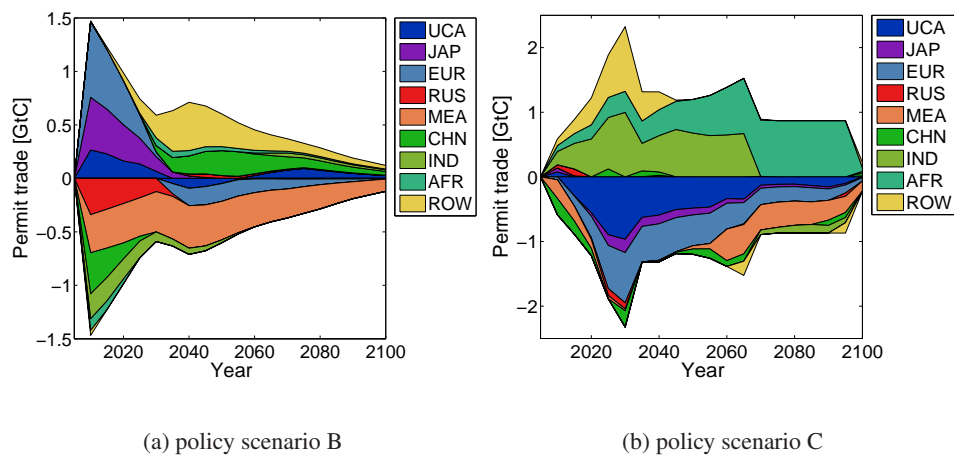 1.5
1
0.5
0
−0.5
−1
−1.5
Permit trade [GtC]
2020 2040 2060 2080 2100
Year
UCA
JAP
EUR
RUS
MEA
CHN
IND
AFR
ROW
2
1
0
−1
−2
Permit trade [GtC]
2020 2040 2060 2080 2100
Year
UCA
JAP
EUR
RUS
MEA
CHN
IND
AFR
ROW
(a) policy scenario B
(b) policy scenario C